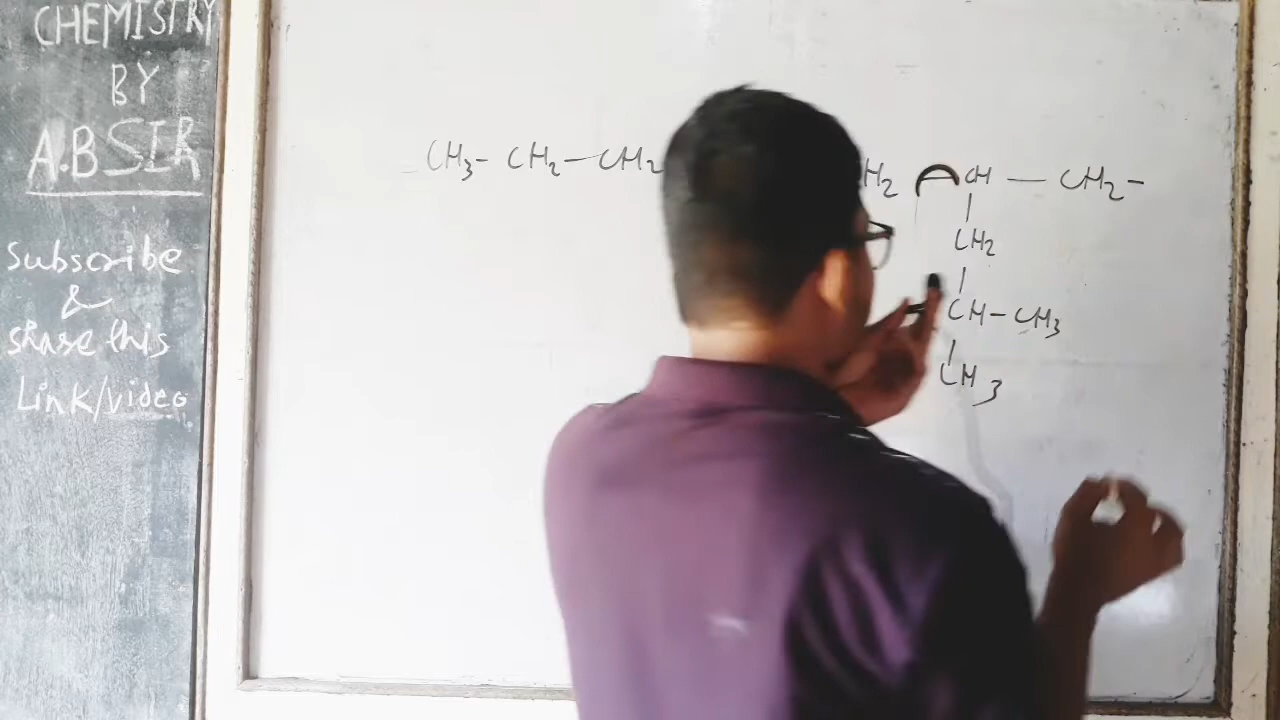 CHEMISTRY
BY
A.B SIR
Subscribe
&
share this
Link/video
CH3- CH2-CH2
H2 CH - CH2-
CH2
CH-CH3
CH3